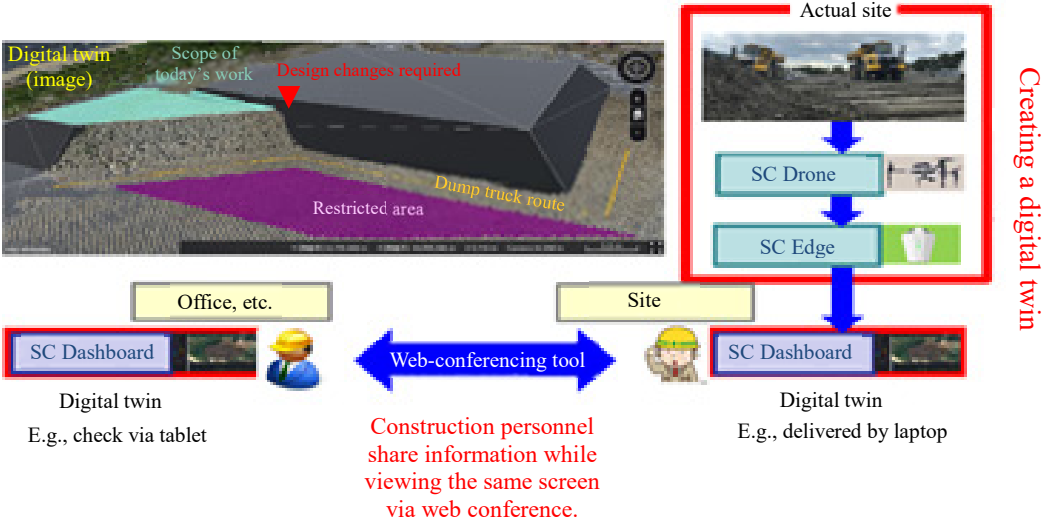 Actual site
Digital twin
(image)
Scope of
today's work
Design changes required
Dump truck route
Restricted area
SC Drone
SC Edge
Creating a digital twin
Office, etc.
Site
SC Dashboard
Web-conferencing tool
SC Dashboard
Digital twin
E.g., check via tablet
Digital twin
E.g., delivered by laptop
Construction personnel
share information while
viewing the same screen
via web conference.